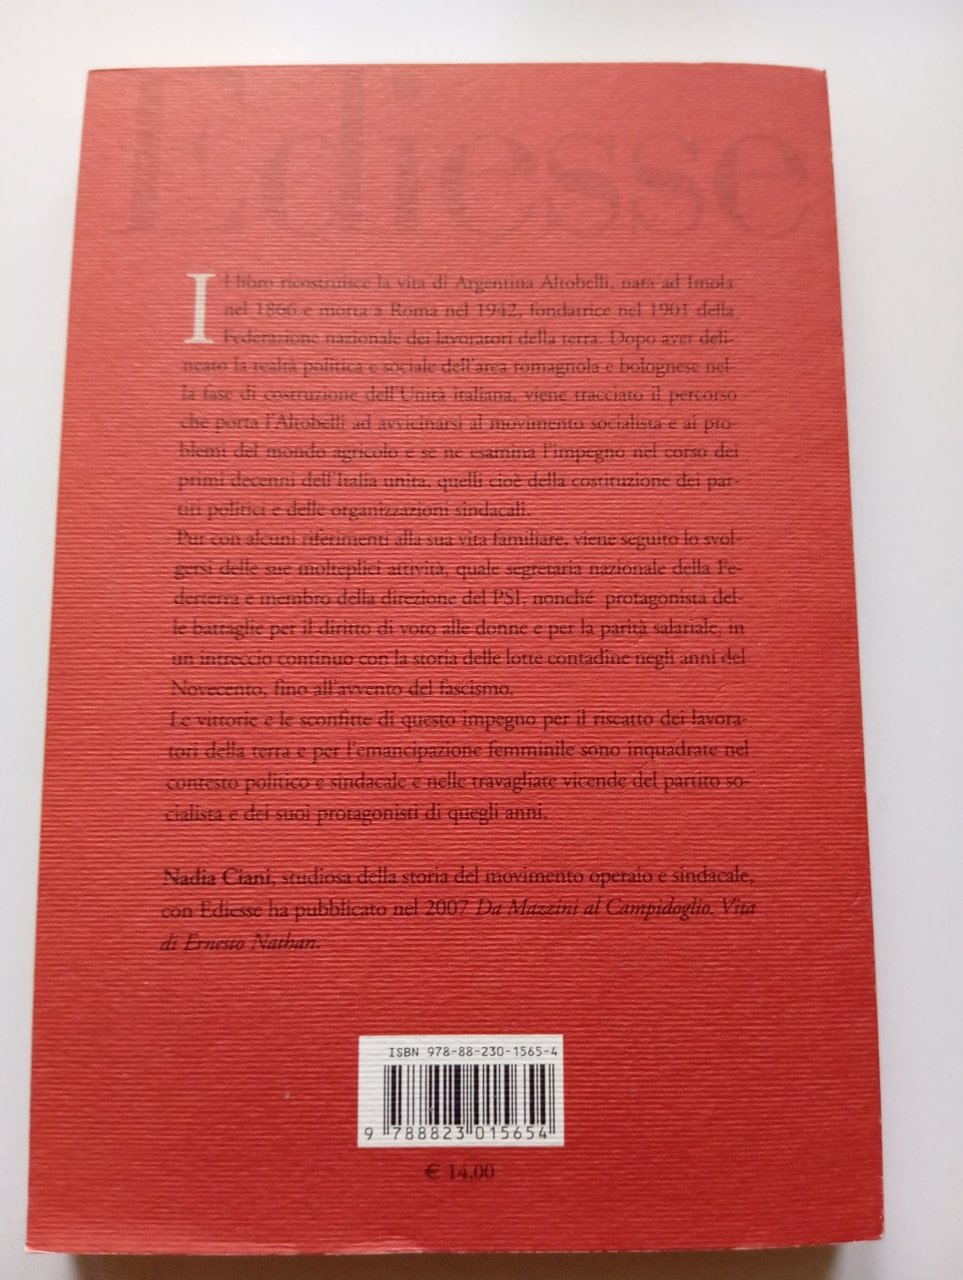 Ediesse
Il libro ricostruisce la vita di Argentina Altobelli, nata ad Imola
nel 1866 e morta a Roma nel 1942, fondatrice nel 1901 della
Federazione nazionale dei lavoratori della terra. Dopo aver deli-
neato la realtà politica e sociale dell'area romagnola e bolognese nel-
la fase di costruzione dell'Unità italiana, viene tracciato il percorso
che porta l'Altobelli ad avvicinarsi al movimento socialista e ai pro-
blemi del mondo agricolo e se ne esamina l'impegno nel corso dei
primi decenni dell'Italia unita, quelli cioè della costituzione dei par-
titi politici e delle organizzazioni sindacali.
Pur con alcuni riferimenti alla sua vita familiare, viene seguito lo svol-
gersi delle sue molteplici attività, quale segretaria nazionale della Fe-
derterra e membro della direzione del PSI, nonché protagonista del-
le battaglie per il diritto di voto alle donne e per la parità salariale, in
un intreccio continuo con la storia delle lotte contadine negli anni del
Novecento, fino all'avvento del fascismo.
Le vittorie e le sconfitte di questo impegno per il riscatto dei lavora-
tori della terra e per l'emancipazione femminile sono inquadrate nel
contesto politico e sindacale e nelle travagliate vicende del partito so-
cialista e dei suoi protagonisti di quegli anni.
Nadia Ciani, studiosa della storia del movimento operaio e sindacale,
con Ediesse ha pubblicato nel 2007 Da Mazzini al Campidoglio. Vita
di Ernesto Nathan.
ISBN 978-88-230-1565-4
9 788823 015654
€ 14,00